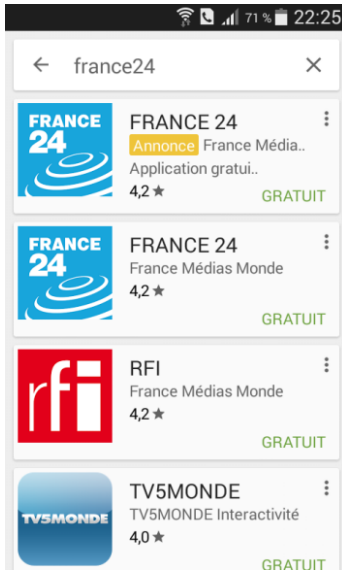 71 % 22:25
france24
FRANCE
24
FRANCE 24
Annonce France Média..
Application gratui..
4,2
GRATUIT
FRANCE
24
FRANCE 24
France Médias Monde
4,2
GRATUIT
rfi
RFI
France Médias Monde
4,2
GRATUIT
TV5MONDE
TV5MONDE
TV5MONDE Interactivité
4,0
GRATUIT